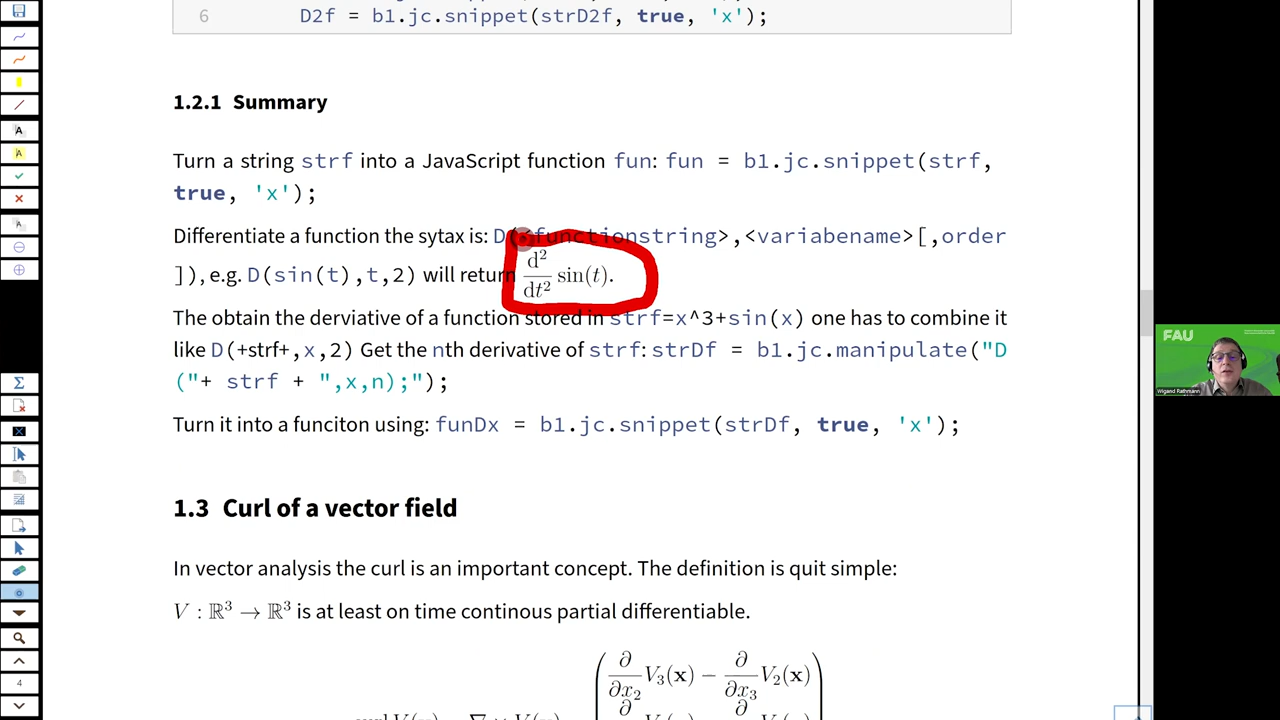 6 D2f = b1.jc.snippet(strD2f, true, 'x');
1.2.1 Summary
Turn a string strf into a JavaScript function fun: fun = b1.jc.snippet(strf,
true, 'x');
Differentiate a function the sytax is: D(<functionstring>,<variabename>[,order
]), e.g. D(sin(t),t,2) will return d²/dt² sin(t).
The obtain the derviative of a function stored in strf=x^3+sin(x) one has to combine it
like D(+strf+,x,2) Get the nth derivative of strf: strDf = b1.jc.manipulate("D
("+ strf + ",x,n);");
Turn it into a funciton using: funDx = b1.jc.snippet(strDf, true, 'x');
1.3 Curl of a vector field
In vector analysis the curl is an important concept. The definition is quit simple:
V : ℝ³ → ℝ³ is at least on time continous partial differentiable.
∂/∂x₂ V₃(x) − ∂/∂x₃ V₂(x)
4
FAU
Wigand Rathmann